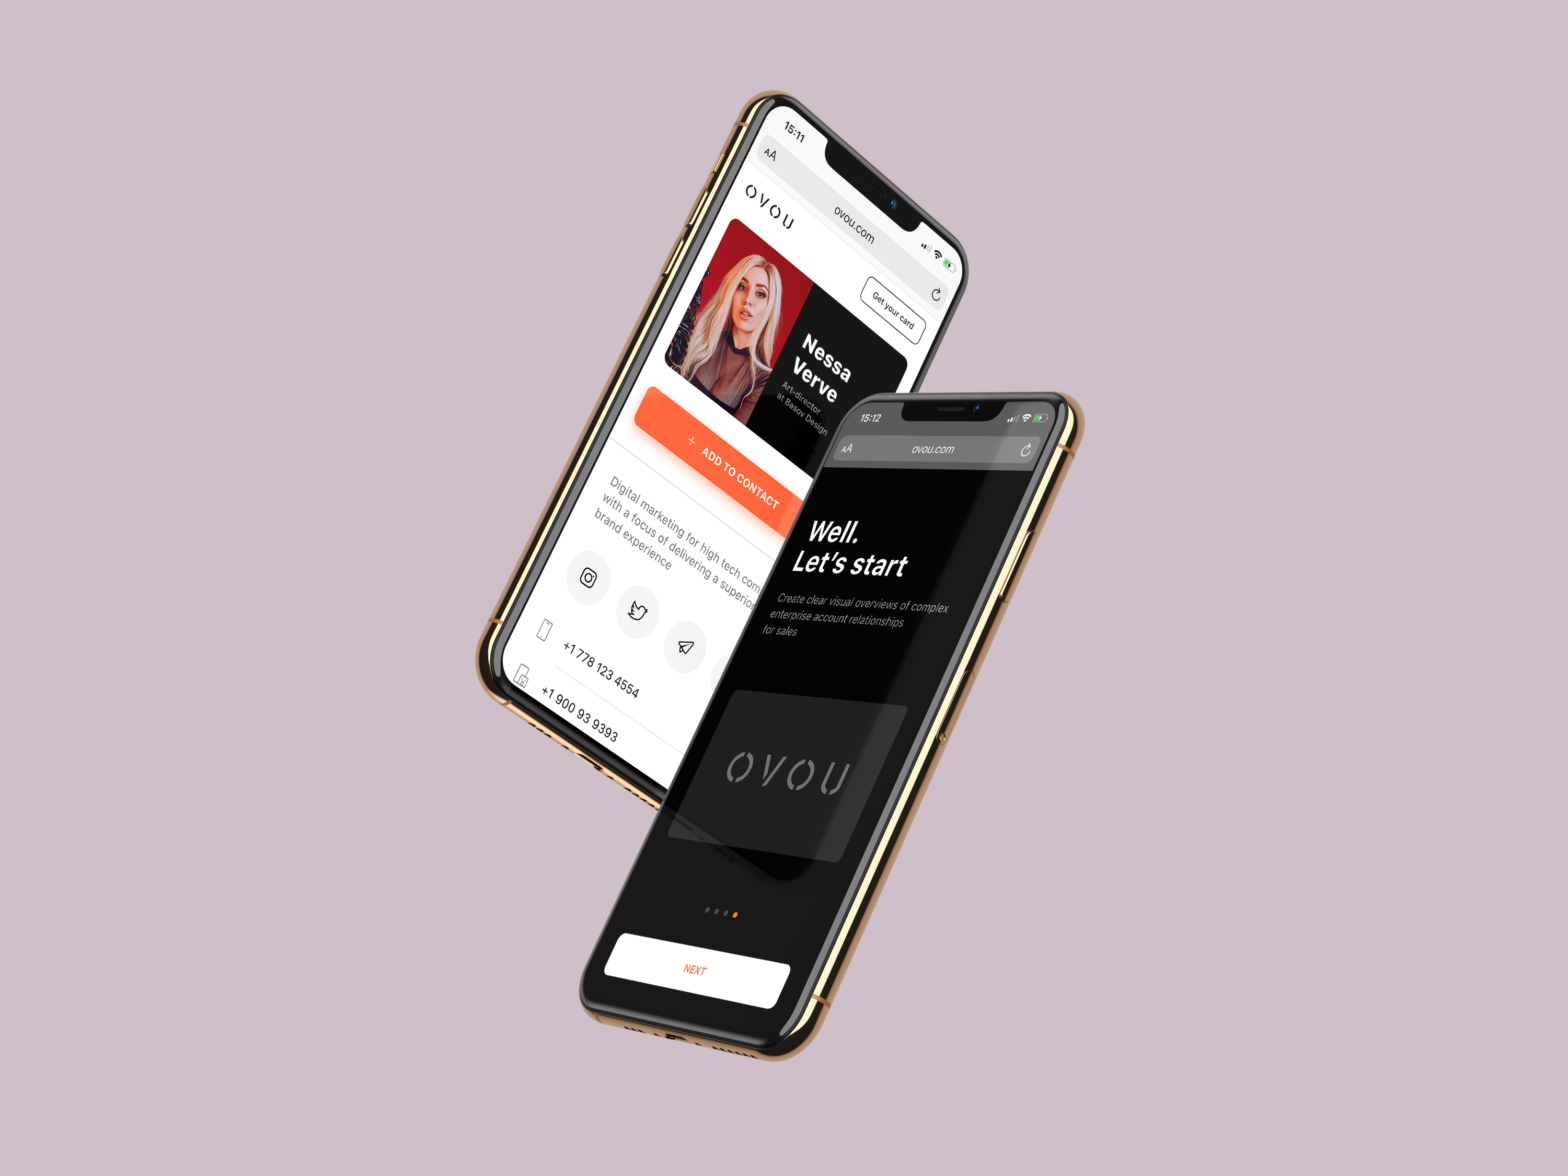 15:11
AA
ovou.com
OVOU
Get your card
Nessa
Verve
Art-director
at Basov Design
+ ADD TO CONTACT
Digital marketing for high tech com
with a focus of delivering a superio
brand experience
+1 778 123 4554
+1 900 93 9393
15:12
AA
ovou.com
Well.
Let's start
Create clear visual overviews of complex
enterprise account relationships
for sales
OVOU
NEXT